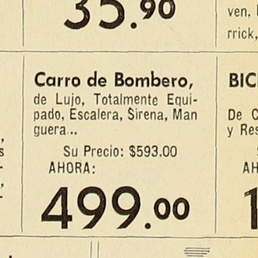 35.90
ven,
rrick,
Carro de Bombero,
de Lujo, Totalmente Equi-
pado, Escalera, Sirena, Man
guera...
Su Precio: $593.00
AHORA:
499.00
BIC
De C
y Res
S
AH
1